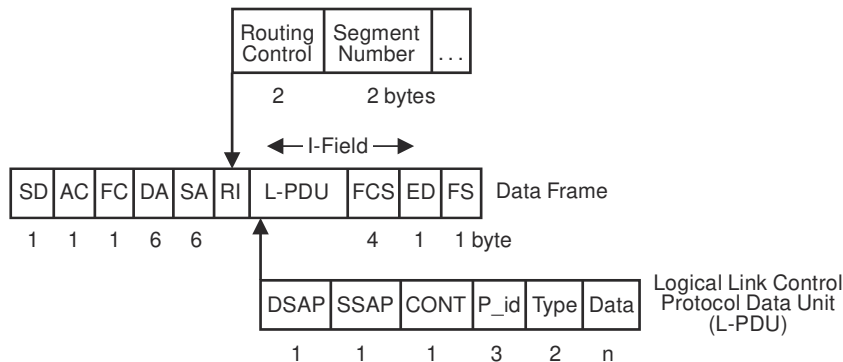 Routing Control Segment Number ...
2 2 bytes
I-Field
SD AC FC DA SA RI L-PDU FCS ED FS Data Frame
1 1 1 6 6 4 1 1 byte
DSAP SSAP CONT P_id Type Data
Logical Link Control
Protocol Data Unit
(L-PDU)
1 1 1 3 2 n